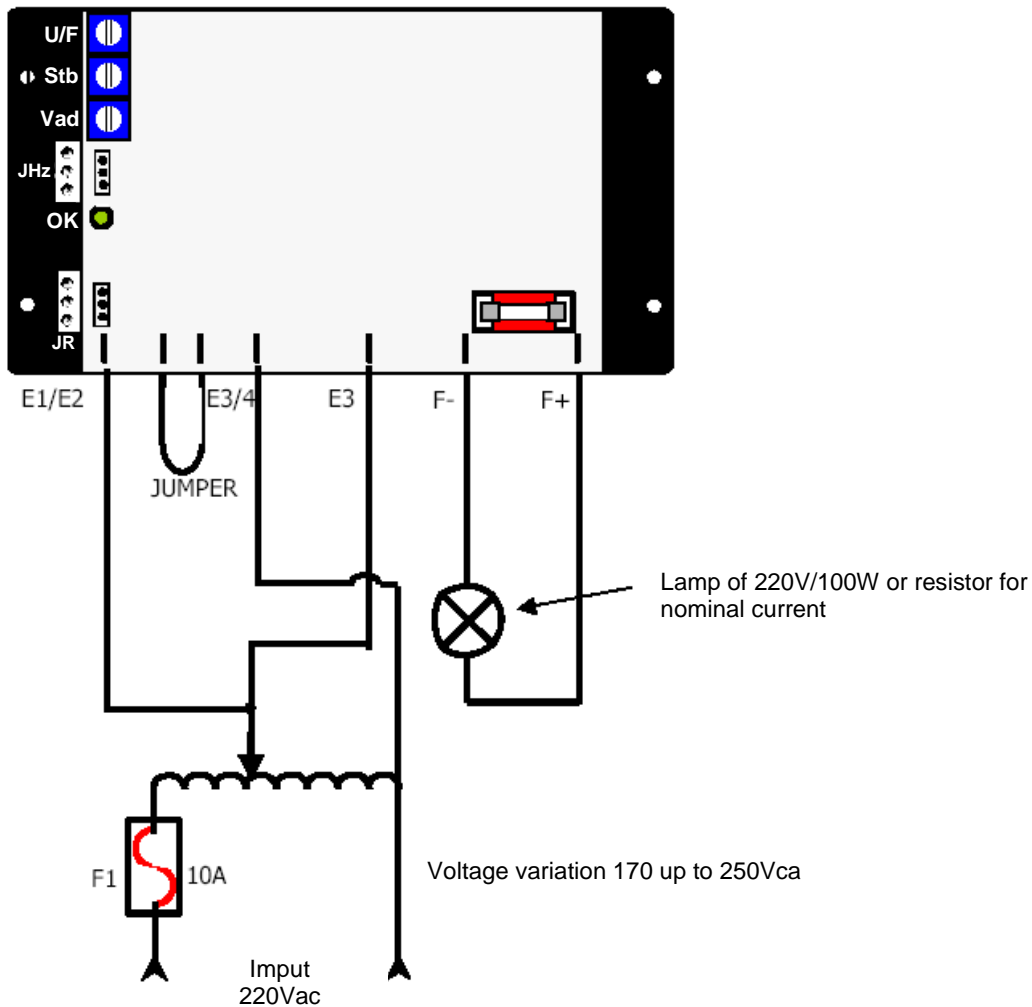 U/F
Stb
Vad
JHz
OK
JR
E1/E2
E3/4
E3
F-
F+
JUMPER
Lamp of 220V/100W or resistor for
nominal current
F1
10A
Voltage variation 170 up to 250Vca
Imput
220Vac